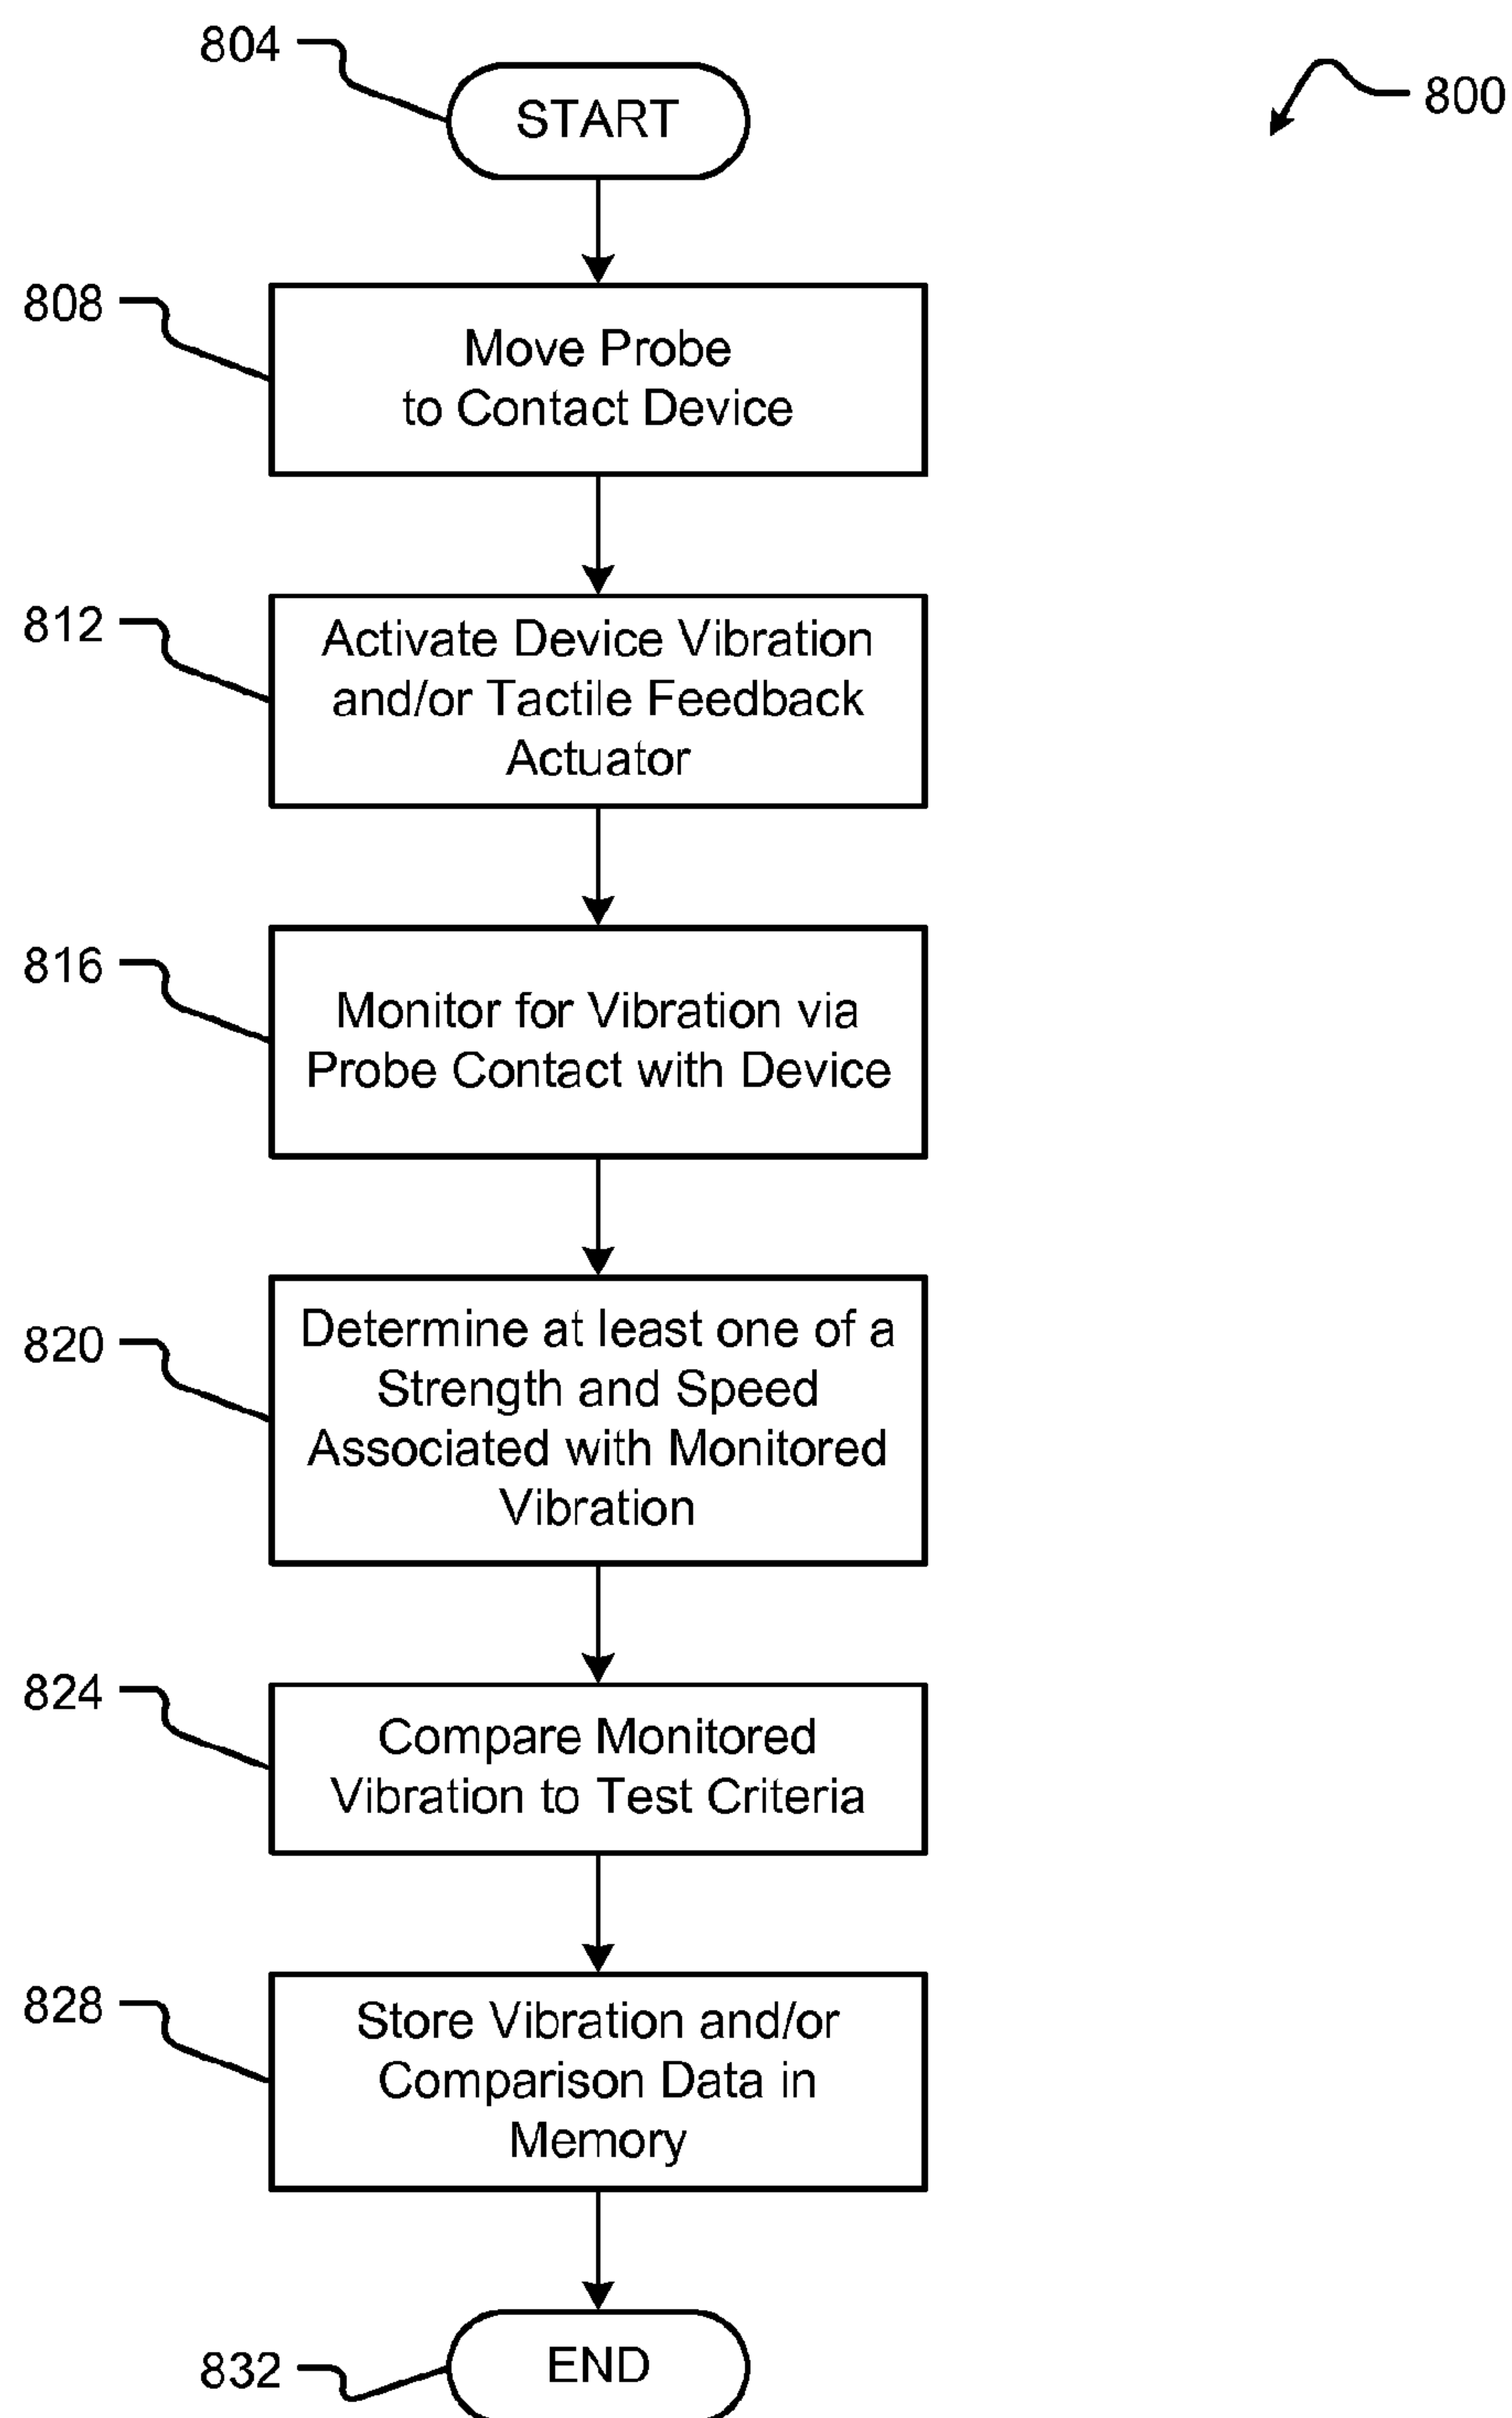 804
START
800
808
Move Probe
to Contact Device
812
Activate Device Vibration
and/or Tactile Feedback
Actuator
816
Monitor for Vibration via
Probe Contact with Device
820
Determine at least one of a
Strength and Speed
Associated with Monitored
Vibration
824
Compare Monitored
Vibration to Test Criteria
828
Store Vibration and/or
Comparison Data in
Memory
832
END